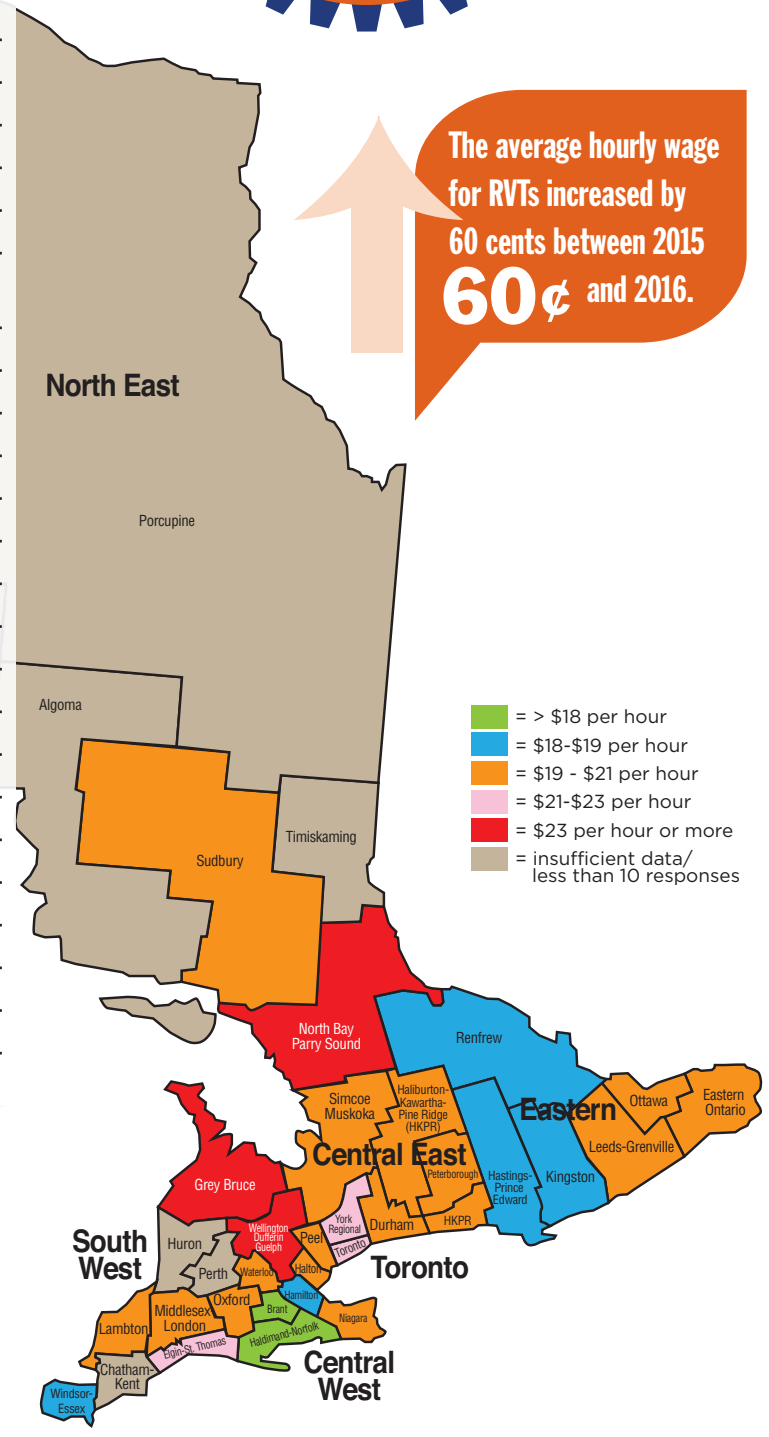 The average hourly wage
for RVTs increased by
60 cents between 2015
60¢ and 2016.
North East
Porcupine
Algoma
= > $18 per hour
= $18-$19 per hour
= $19 - $21 per hour
= $21-$23 per hour
= $23 per hour or more
= insufficient data/
less than 10 responses
Timiskaming
Sudbury
North Bay
Parry Sound
Renfrew
Simcoe
Muskoka
Haliburton-
Kawartha-
Pine Ridge
(HKPR)
Eastern
Ottawa
Eastern
Ontario
Leeds-Grenville
Central East
Peterborough
Hastings-
Prince
Edward
Kingston
Grey Bruce
York
Regional
Durham
HKPR
Wellington
Dufferin
Guelph
Peel
Toronto
Toronto
South
West
Huron
Perth
Waterloo
Halton
Oxford
Hamilton
Middlesex
London
Brant
Niagara
Lambton
Elgin-St. Thomas
Haldimand-Norfolk
Central
West
Chatham-
Kent
Windsor-
Essex